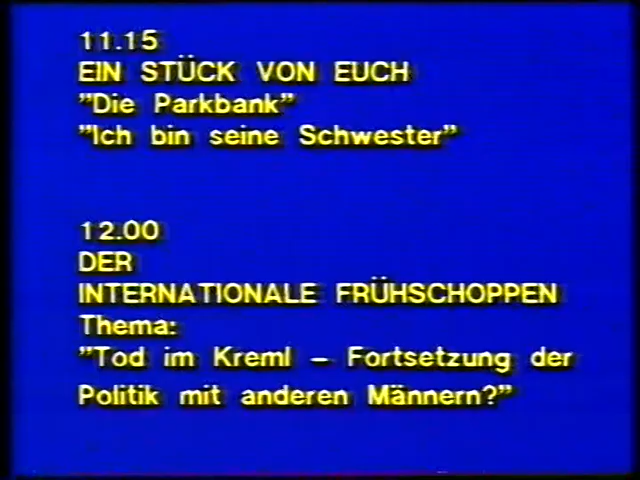 11.15
EIN STÜCK VON EUCH
"Die Parkbank"
"Ich bin seine Schwester"
12.00
DER
INTERNATIONALE FRÜHSCHOPPEN
Thema:
"Tod im Kreml – Fortsetzung der
Politik mit anderen Männern?"